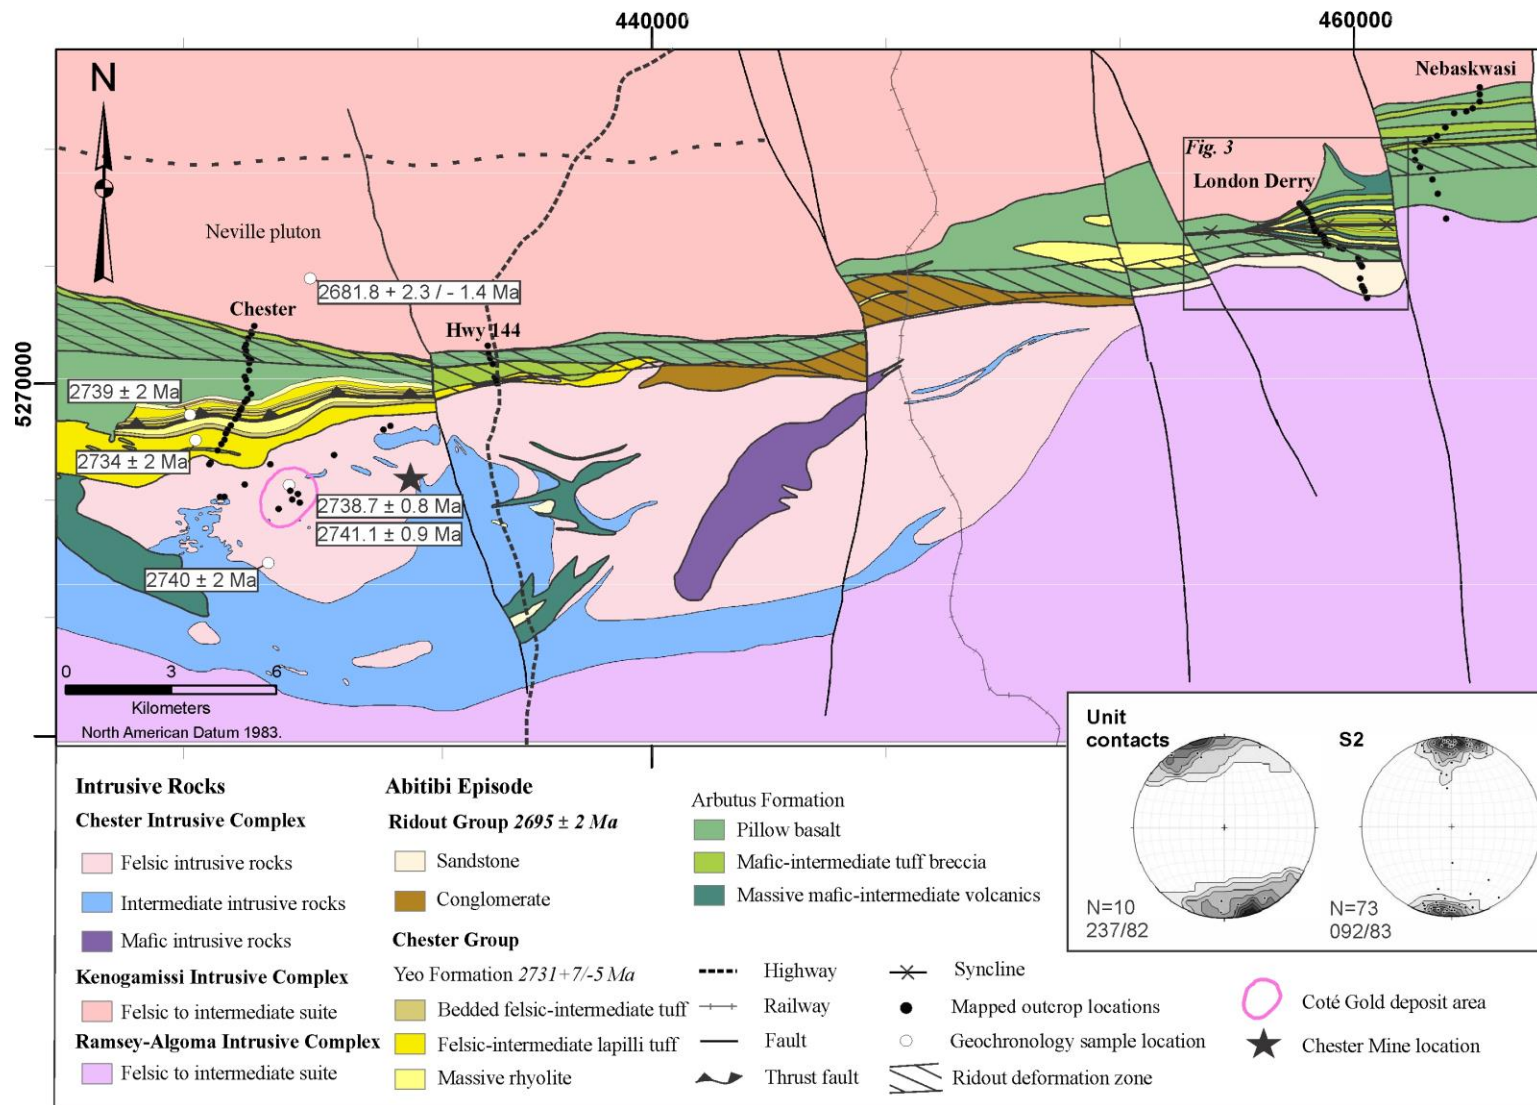 440000
460000
N
Nebaskwasi
Fig. 3
London Derry
Neville pluton
2681.8 + 2.3 / - 1.4 Ma
Chester
Hwy 144
5270000
2739 ± 2 Ma
2734 ± 2 Ma
2738.7 ± 0.8 Ma
2741.1 ± 0.9 Ma
2740 ± 2 Ma
0 3 6
Kilometers
North American Datum 1983.
Unit
contacts
S2
N=10
237/82
N=73
092/83
Intrusive Rocks
Chester Intrusive Complex
Felsic intrusive rocks
Intermediate intrusive rocks
Mafic intrusive rocks
Kenogamissi Intrusive Complex
Felsic to intermediate suite
Ramsey-Algoma Intrusive Complex
Felsic to intermediate suite
Abitibi Episode
Ridout Group 2695 ± 2 Ma
Sandstone
Conglomerate
Chester Group
Yeo Formation 2731+7/-5 Ma
Bedded felsic-intermediate tuff
Felsic-intermediate lapilli tuff
Massive rhyolite
Arbutus Formation
Pillow basalt
Mafic-intermediate tuff breccia
Massive mafic-intermediate volcanics
Highway
Railway
Fault
Thrust fault
Syncline
Mapped outcrop locations
Geochronology sample location
Ridout deformation zone
Coté Gold deposit area
Chester Mine location